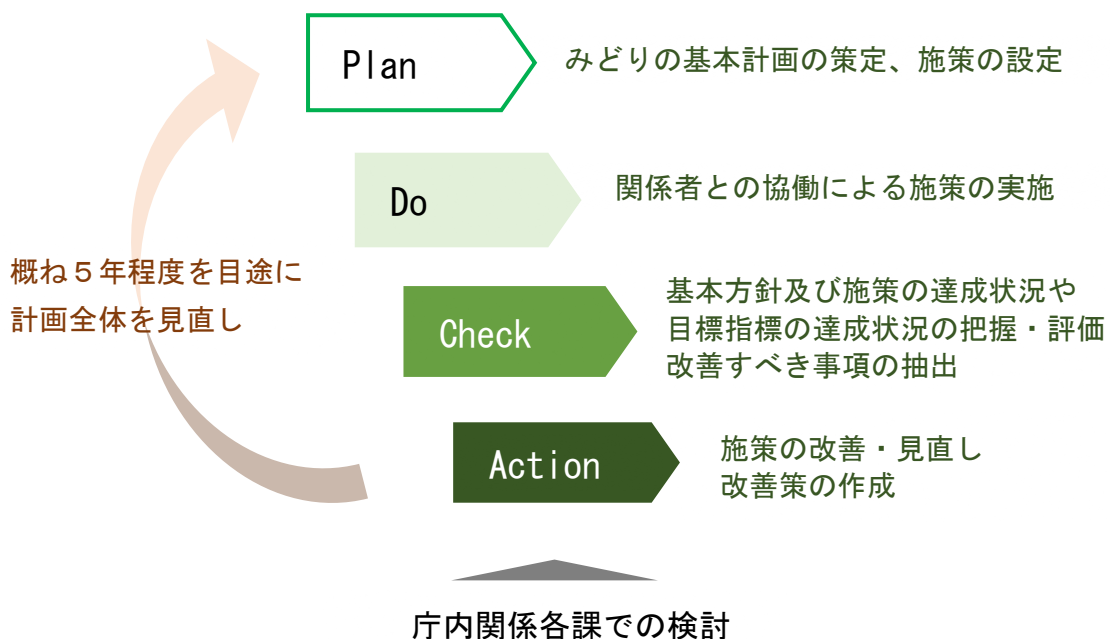 Plan
みどりの基本計画の策定、施策の設定
Do
関係者との協働による施策の実施
概ね５年程度を目途に
計画全体を見直し
Check
基本方針及び施策の達成状況や
目標指標の達成状況の把握・評価
改善すべき事項の抽出
Action
施策の改善・見直し
改善策の作成
庁内関係各課での検討